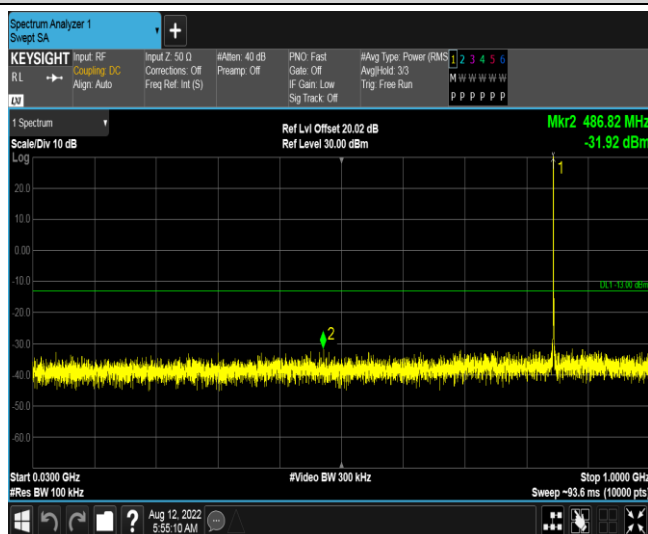 Spectrum Analyzer 1
Swept SA
+
KEYSIGHT
RL
LXI
Input: RF
Coupling: DC
Align: Auto
Input Z: 50 Ω
Corrections: Off
Freq Ref: Int (S)
#Atten: 40 dB
Preamp: Off
PNO: Fast
Gate: Off
IF Gain: Low
Sig Track: Off
#Avg Type: Power (RMS
Avg|Hold: 3/3
Trig: Free Run
1 2 3 4 5 6
M W W W W W
P P P P P P
1 Spectrum
Scale/Div 10 dB
Ref Lvl Offset 20.02 dB
Ref Level 30.00 dBm
Mkr2 486.82 MHz
-31.92 dBm
Log
1
20.0
10.0
0.00
-10.0
DL1 -13.00 dBm
-20.0
-30.0
2
-40.0
-50.0
-60.0
Start 0.0300 GHz
#Video BW 300 kHz
Stop 1.0000 GHz
#Res BW 100 kHz
Sweep ~93.6 ms (10000 pts)
?
Aug 12, 2022
5:55:10 AM